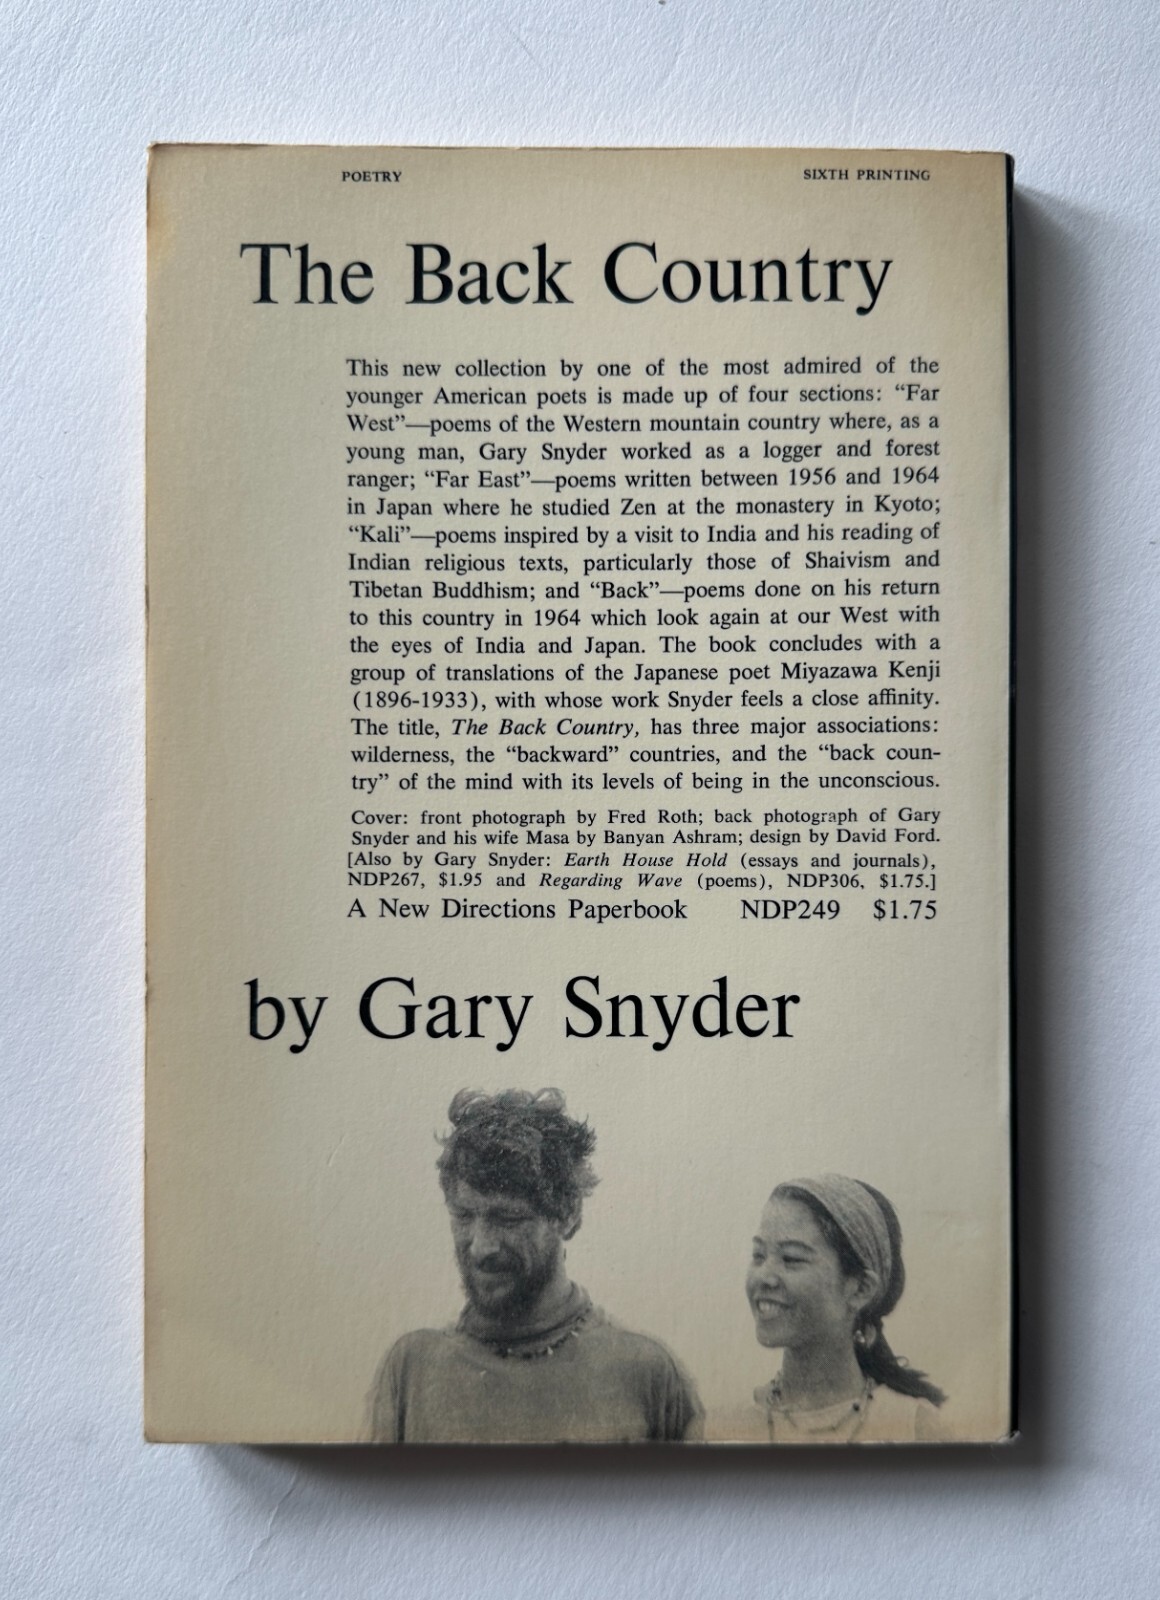 POETRY SIXTH PRINTING
The Back Country
This new collection by one of the most admired of the
younger American poets is made up of four sections: “Far
West”—poems of the Western mountain country where, as a
young man, Gary Snyder worked as a logger and forest
ranger; “Far East”—poems written between 1956 and 1964
in Japan where he studied Zen at the monastery in Kyoto;
“Kali”—poems inspired by a visit to India and his reading of
Indian religious texts, particularly those of Shaivism and
Tibetan Buddhism; and “Back”—poems done on his return
to this country in 1964 which look again at our West with
the eyes of India and Japan. The book concludes with a
group of translations of the Japanese poet Miyazawa Kenji
(1896-1933), with whose work Snyder feels a close affinity.
The title, The Back Country, has three major associations:
wilderness, the “backward” countries, and the “back coun-
try” of the mind with its levels of being in the unconscious.
Cover: front photograph by Fred Roth; back photograph of Gary
Snyder and his wife Masa by Banyan Ashram; design by David Ford.
[Also by Gary Snyder: Earth House Hold (essays and journals),
NDP267, $1.95 and Regarding Wave (poems), NDP306, $1.75.]
A New Directions Paperbook NDP249 $1.75
by Gary Snyder